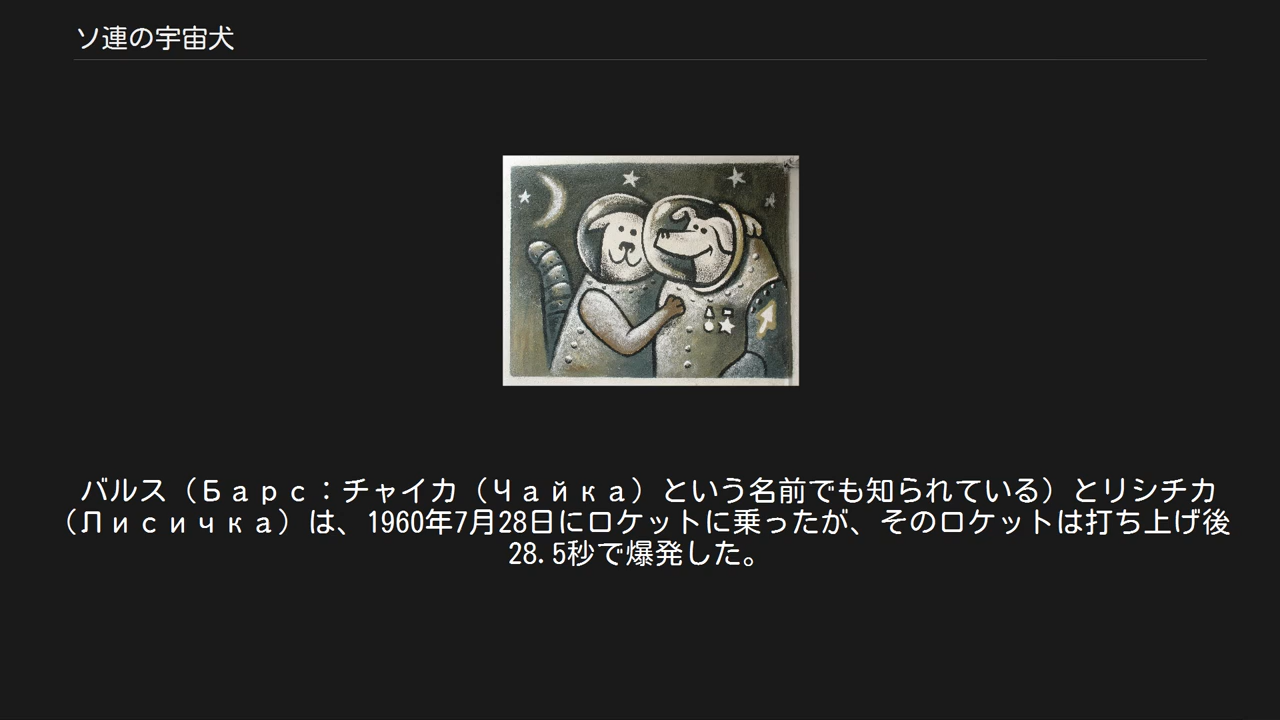 ソ連の宇宙犬
バルス（Барс：チャイカ（Чайка）という名前でも知られている）とリシチカ
（Лисичка）は、1960年7月28日にロケットに乗ったが、そのロケットは打ち上げ後
28.5秒で爆発した。